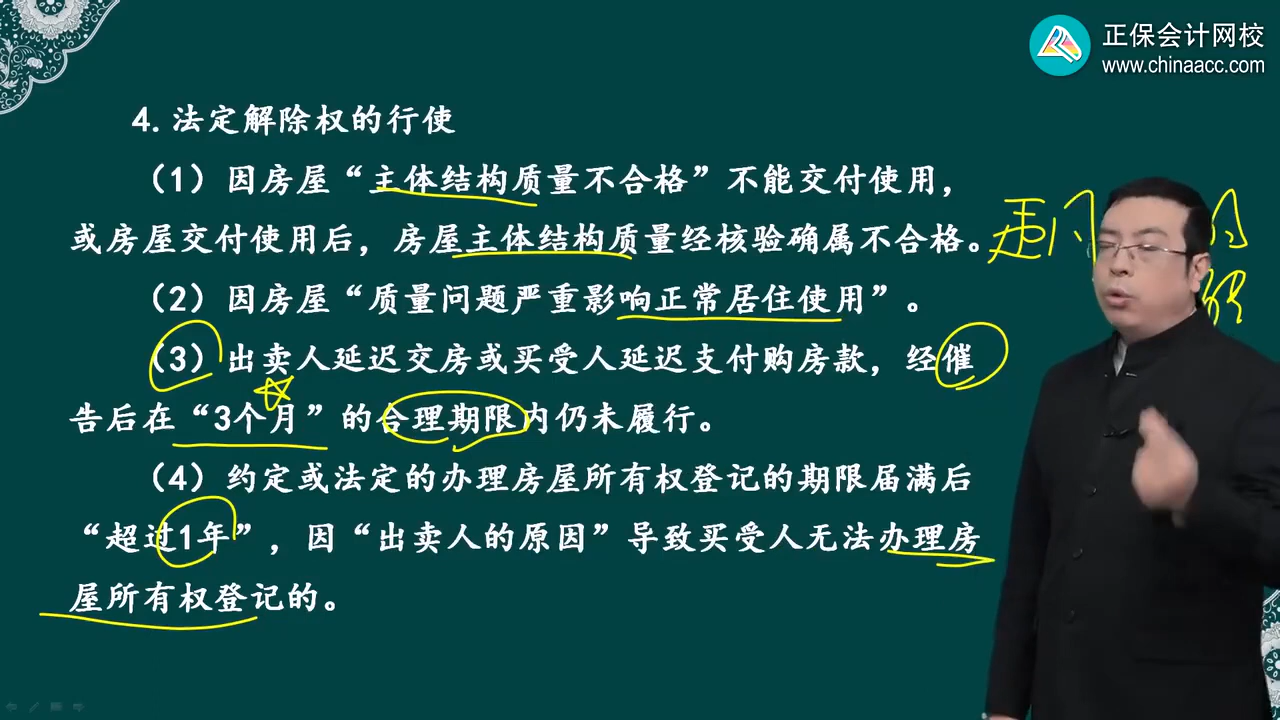 正保会计网校
www.chinaacc.com
4.法定解除权的行使
（1）因房屋“主体结构质量不合格”不能交付使用，
或房屋交付使用后，房屋主体结构质量经核验确属不合格。
（2）因房屋“质量问题严重影响正常居住使用”。
（3）出卖人延迟交房或买受人延迟支付购房款，经催
告后在“3个月”的合理期限内仍未履行。
（4）约定或法定的办理房屋所有权登记的期限届满后
“超过1年”，因“出卖人的原因”导致买受人无法办理房
屋所有权登记的。